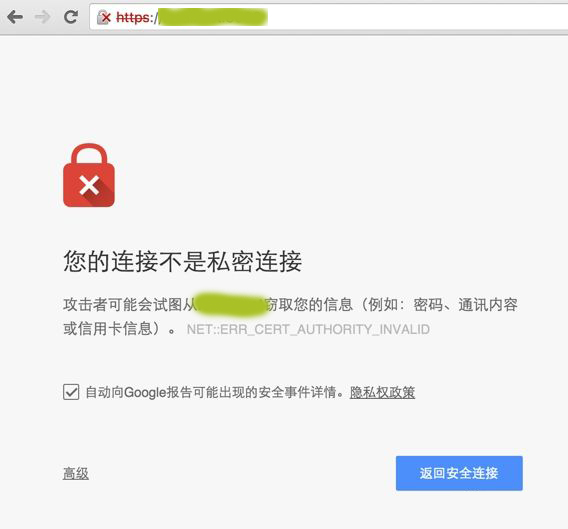 https:/
您的连接不是私密连接
攻击者可能会试图从 窃取您的信息（例如：密码、通讯内容
或信用卡信息）。 NET::ERR_CERT_AUTHORITY_INVALID
自动向Google报告可能出现的安全事件详情。隐私权政策
高级
返回安全连接